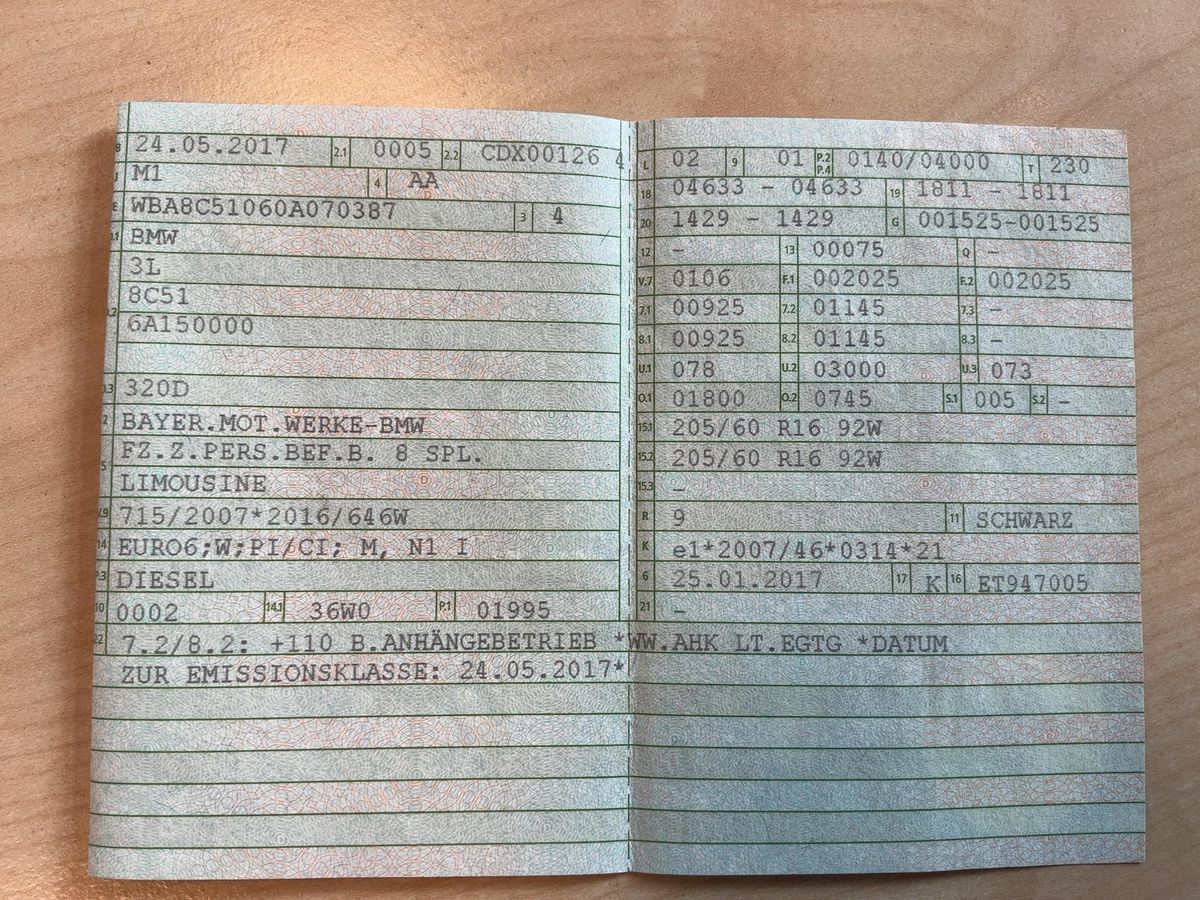 24.05.2017 2.1 0005 2.2 CDX00126 4
M1 4 AA
WBA8C51060A070387 3 4
BMW
3L
8C51
6A150000
320D
BAYER.MOT.WERKE-BMW
FZ.Z.PERS.BEF.B. 8 SPL.
LIMOUSINE
715/2007*2016/646W
14 EURO6;W;PI/CI; M, N1 I
DIESEL
10 0002 14.1 36W0 P.1 01995
22 7.2/8.2: +110 B.ANHÄNGEBETRIEB *WW.AHK LT.EGTG *DATUM
ZUR EMISSIONSKLASSE: 24.05.2017*
L 02 9 01 P.2 P.4 0140/04000 T 230
18 04633 - 04633 19 1811 - 1811
20 1429 - 1429 G 001525-001525
12 - 13 00075 Q -
V.7 0106 F.1 002025 F.2 002025
7.1 00925 7.2 01145 7.3 -
8.1 00925 8.2 01145 8.3 -
U.1 078 U.2 03000 U.3 073
O.1 01800 O.2 0745 S.1 005 S.2 -
15.1 205/60 R16 92W
15.2 205/60 R16 92W
15.3 -
R 9 11 SCHWARZ
K e1*2007/46*0314*21
6 25.01.2017 17 K 16 ET947005
21 -